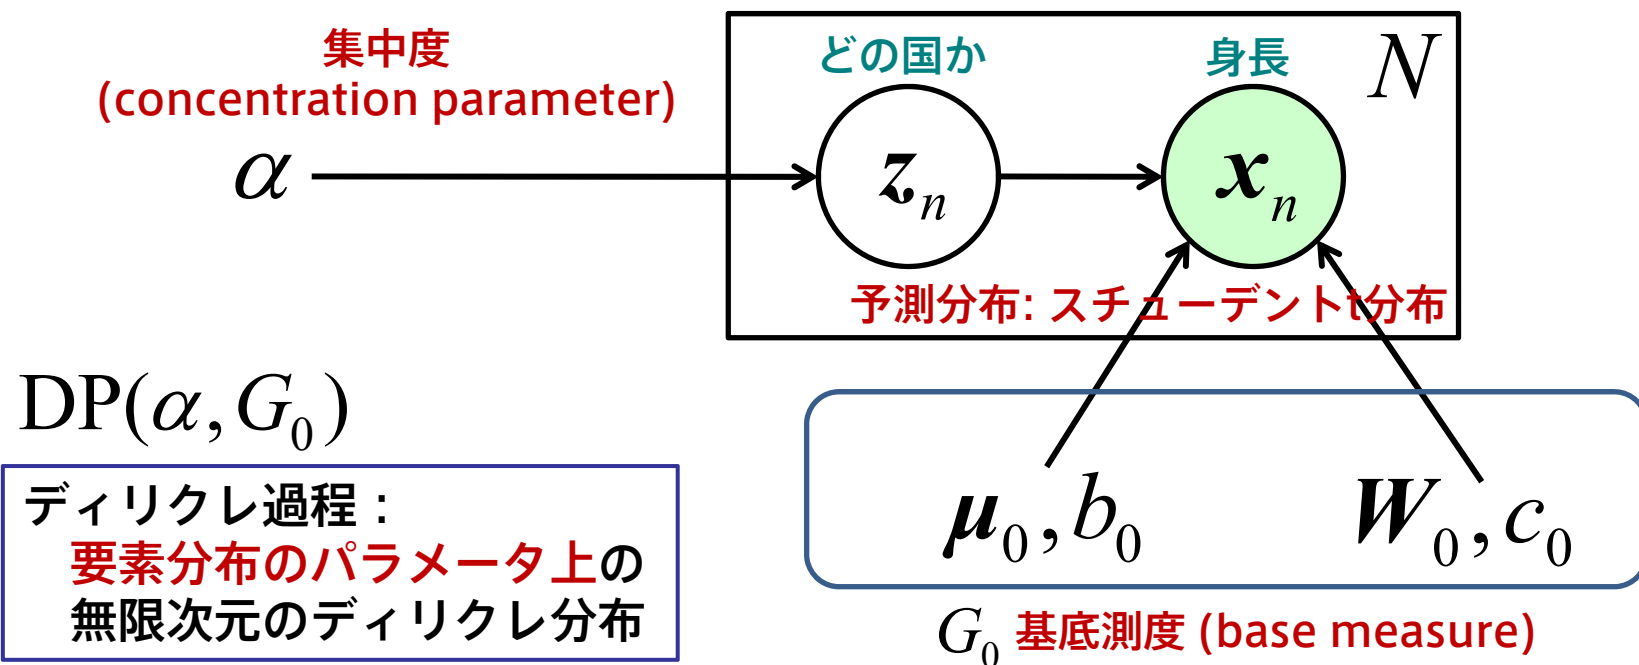 集中度
(concentration parameter)
α
どの国か
身長
N
z_n
x_n
予測分布: スチューデントt分布
DP(α, G_0)
ディリクレ過程：
要素分布のパラメータ上の
無限次元のディリクレ分布
μ_0, b_0
W_0, c_0
G_0 基底測度 (base measure)